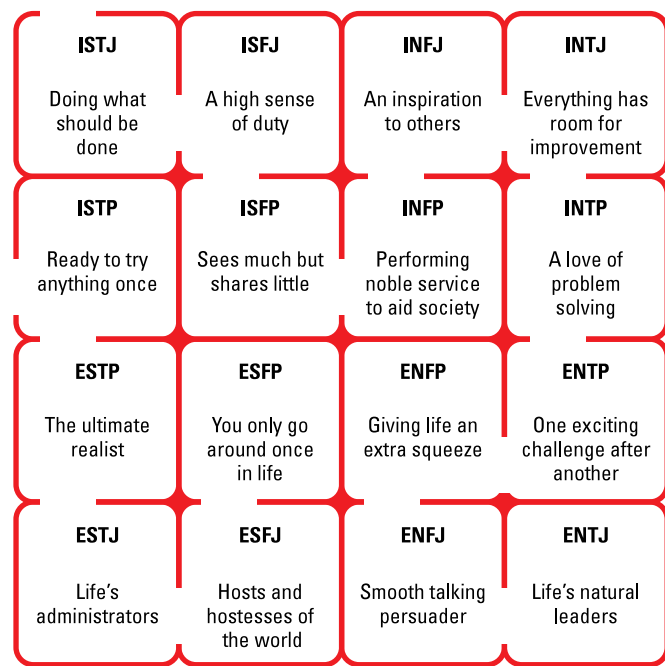 ISTJ
Doing what
should be
done
ISFJ
A high sense
of duty
INFJ
An inspiration
to others
INTJ
Everything has
room for
improvement
ISTP
Ready to try
anything once
ISFP
Sees much but
shares little
INFP
Performing
noble service
to aid society
INTP
A love of
problem
solving
ESTP
The ultimate
realist
ESFP
You only go
around once
in life
ENFP
Giving life an
extra squeeze
ENTP
One exciting
challenge after
another
ESTJ
Life's
administrators
ESFJ
Hosts and
hostesses of
the world
ENFJ
Smooth talking
persuader
ENTJ
Life's natural
leaders